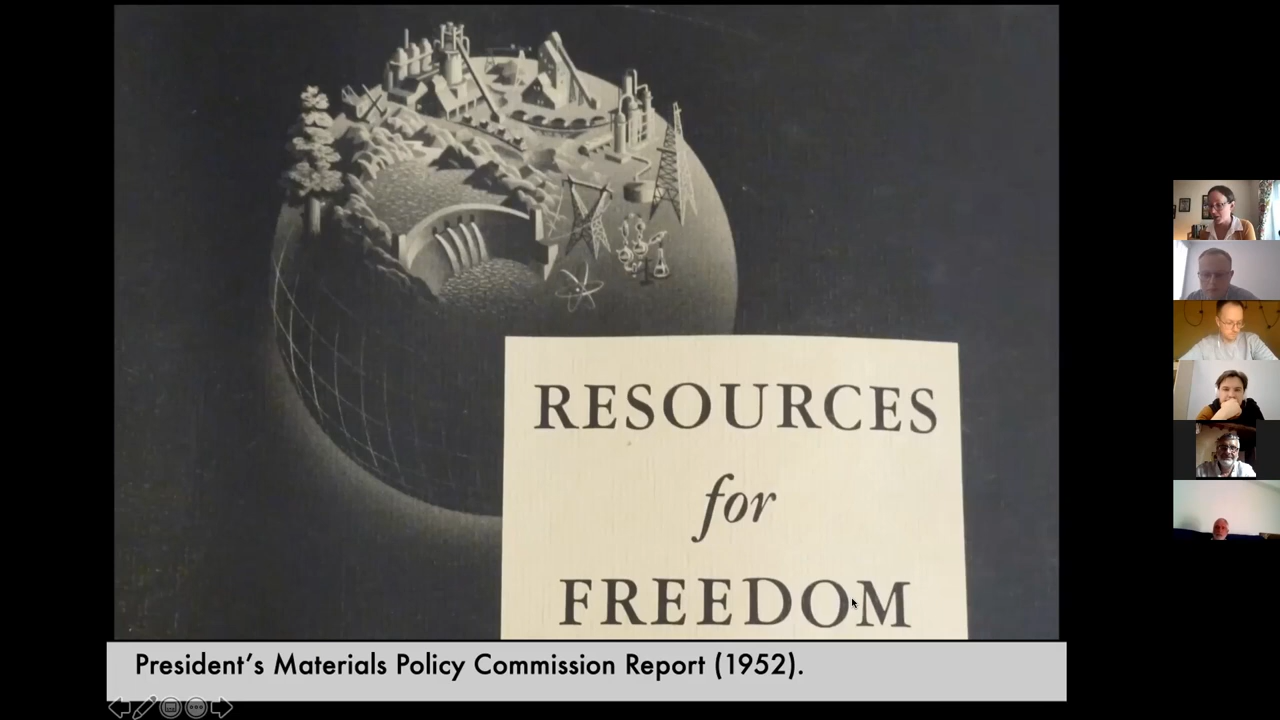 RESOURCES
for
FREEDOM
President's Materials Policy Commission Report (1952).